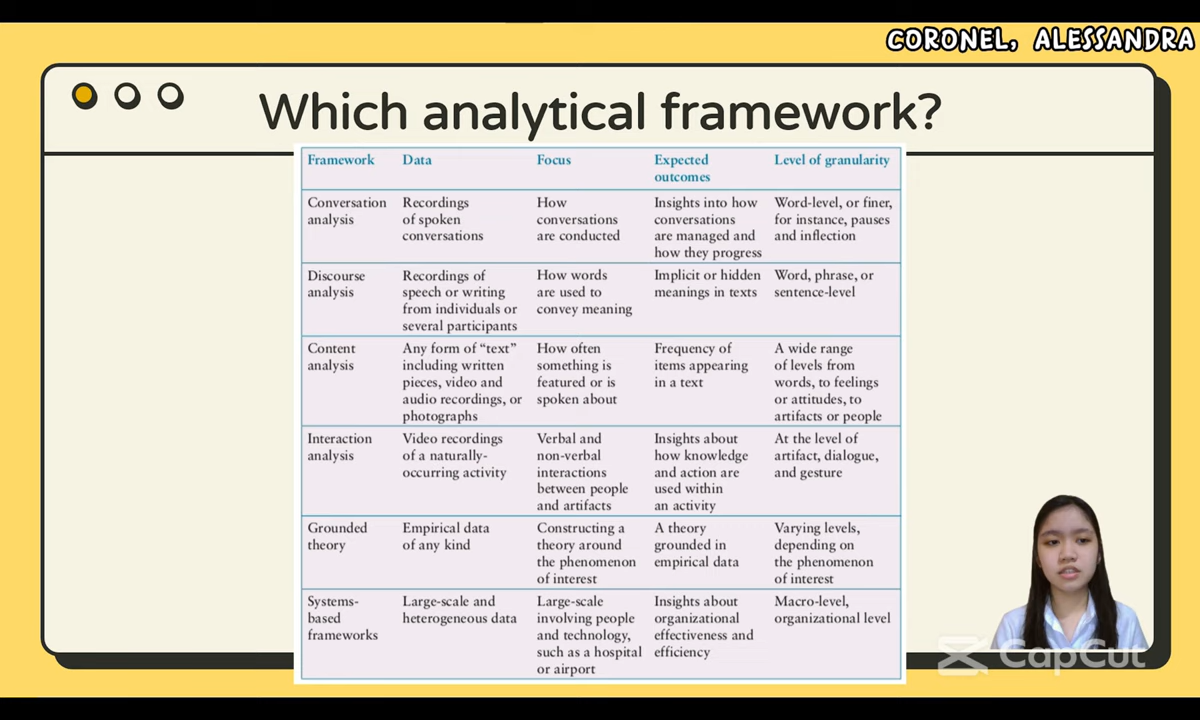 CORONEL, ALESSANDRA
Which analytical framework?
Framework Data Focus Expected outcomes Level of granularity
Conversation analysis
Recordings of spoken conversations
How conversations are conducted
Insights into how conversations are managed and how they progress
Word-level, or finer, for instance, pauses and inflection
Discourse analysis
Recordings of speech or writing from individuals or several participants
How words are used to convey meaning
Implicit or hidden meanings in texts
Word, phrase, or sentence-level
Content analysis
Any form of “text” including written pieces, video and audio recordings, or photographs
How often something is featured or is spoken about
Frequency of items appearing in a text
A wide range of levels from words, to feelings or attitudes, to artifacts or people
Interaction analysis
Video recordings of a naturally-occurring activity
Verbal and non-verbal interactions between people and artifacts
Insights about how knowledge and action are used within an activity
At the level of artifact, dialogue, and gesture
Grounded theory
Empirical data of any kind
Constructing a theory around the phenomenon of interest
A theory grounded in empirical data
Varying levels, depending on the phenomenon of interest
Systems-based frameworks
Large-scale and heterogeneous data
Large-scale involving people and technology, such as a hospital or airport
Insights about organizational effectiveness and efficiency
Macro-level, organizational level
CapCut